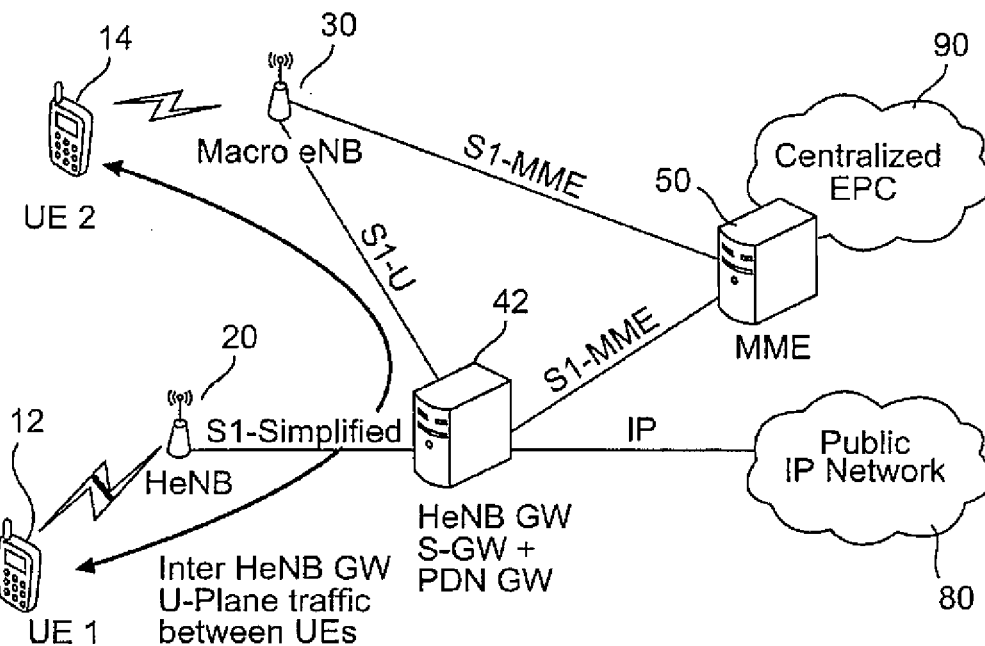 14
30
90
Macro eNB
S1-MME
Centralized
EPC
50
UE 2
S1-U
42
S1-MME
MME
20
12
S1-Simplified
IP
Public
IP Network
HeNB
HeNB GW
S-GW +
PDN GW
Inter HeNB GW
U-Plane traffic
between UEs
UE 1
80